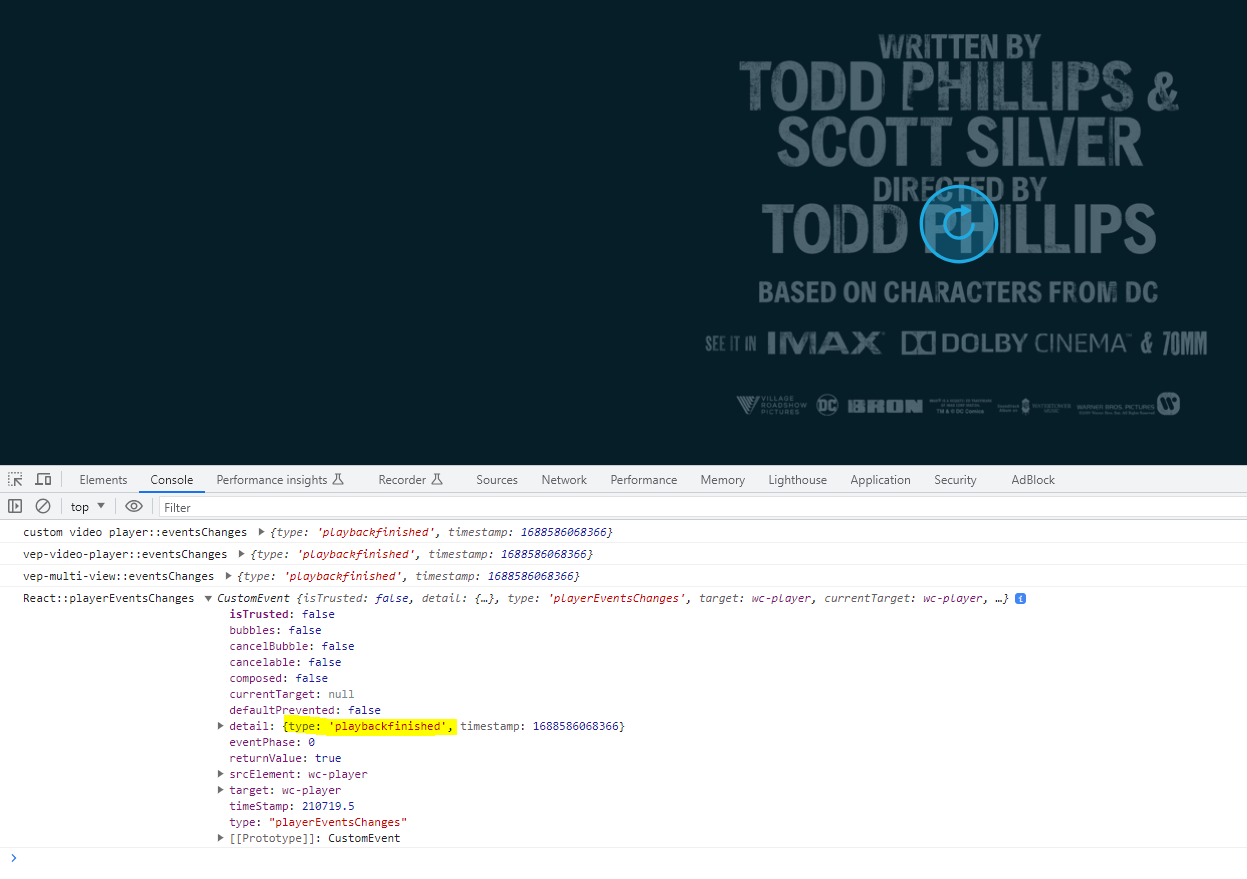 WRITTEN BY
TODD PHILLIPS &
SCOTT SILVER
DIRECTED BY
TODD PHILLIPS
BASED ON CHARACTERS FROM DC
SEE IT IN IMAX DOLBY CINEMA & 70MM
VILLAGE ROADSHOW PICTURES DC BRON TM & © DC Comics WARNER BROS. PICTURES
Elements Console Performance insights Recorder Sources Network Performance Memory Lighthouse Application Security AdBlock
top Filter
custom video player::eventsChanges {type: 'playbackfinished', timestamp: 1688586068366}
vep-video-player::eventsChanges {type: 'playbackfinished', timestamp: 1688586068366}
vep-multi-view::eventsChanges {type: 'playbackfinished', timestamp: 1688586068366}
React::playerEventsChanges CustomEvent {isTrusted: false, detail: {…}, type: 'playerEventsChanges', target: wc-player, currentTarget: wc-player, …} i
isTrusted: false
bubbles: false
cancelBubble: false
cancelable: false
composed: false
currentTarget: null
defaultPrevented: false
detail: {type: 'playbackfinished', timestamp: 1688586068366}
eventPhase: 0
returnValue: true
srcElement: wc-player
target: wc-player
timeStamp: 210719.5
type: "playerEventsChanges"
[[Prototype]]: CustomEvent